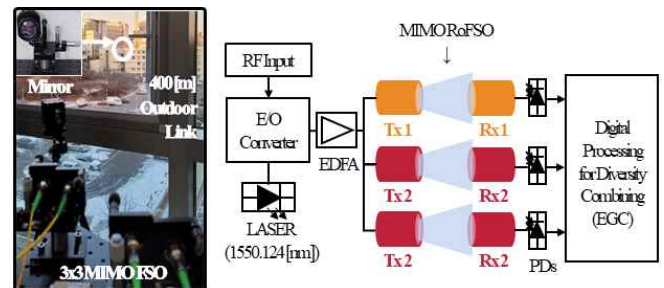 Mirror
400 [m]
Outdoor
Link
3x3 MIMO FSO
MIMO RoFSO
RF Input
E/O
Converter
EDFA
LASER
(1550.124 [nm])
Tx1
Rx1
Tx2
Rx2
Tx2
Rx2
PDs
Digital
Processing
for Diversity
Combining
(EGC)